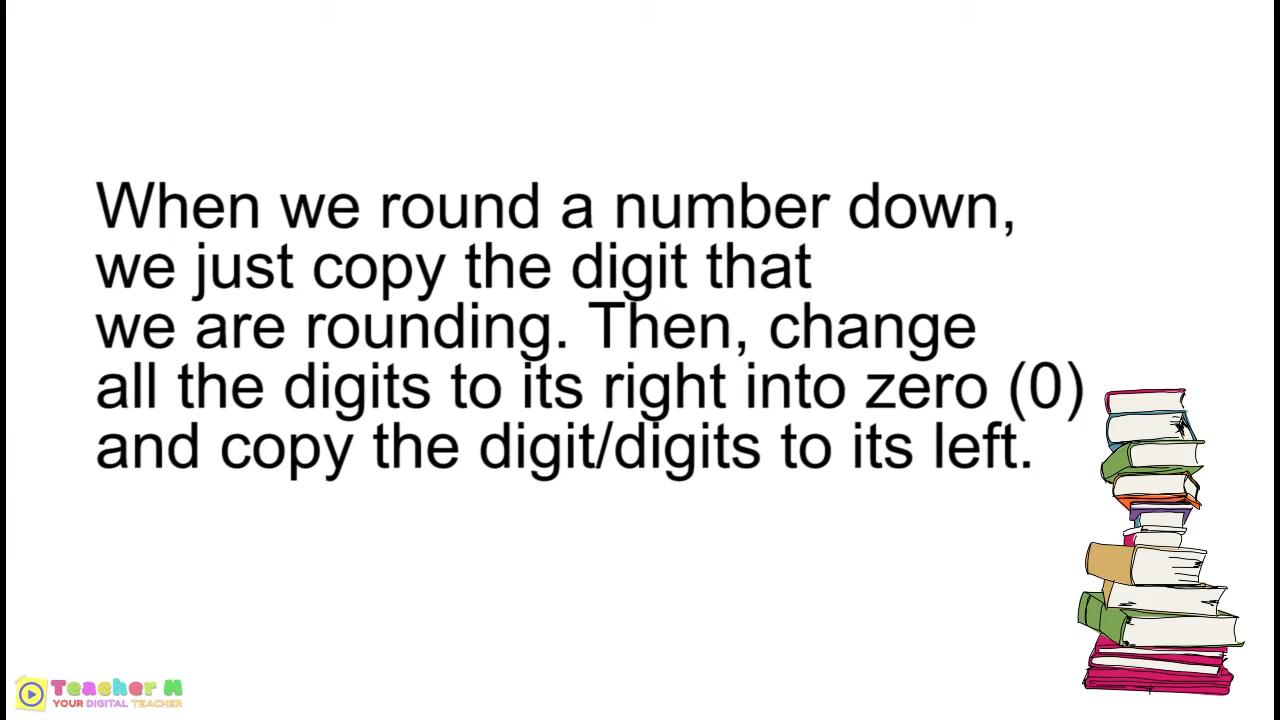 When we round a number down,
we just copy the digit that
we are rounding. Then, change
all the digits to its right into zero (0)
and copy the digit/digits to its left.
Teacher M
YOUR DIGITAL TEACHER